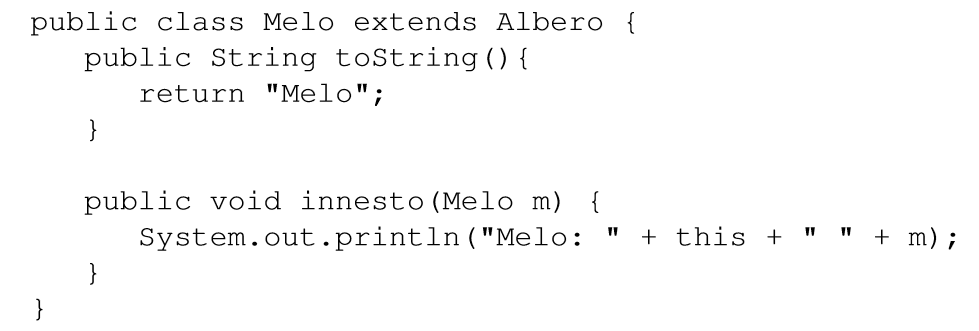 public class Melo extends Albero {
   public String toString(){
      return "Melo";
   }

   public void innesto(Melo m) {
      System.out.println("Melo: " + this + " " + m);
   }
}